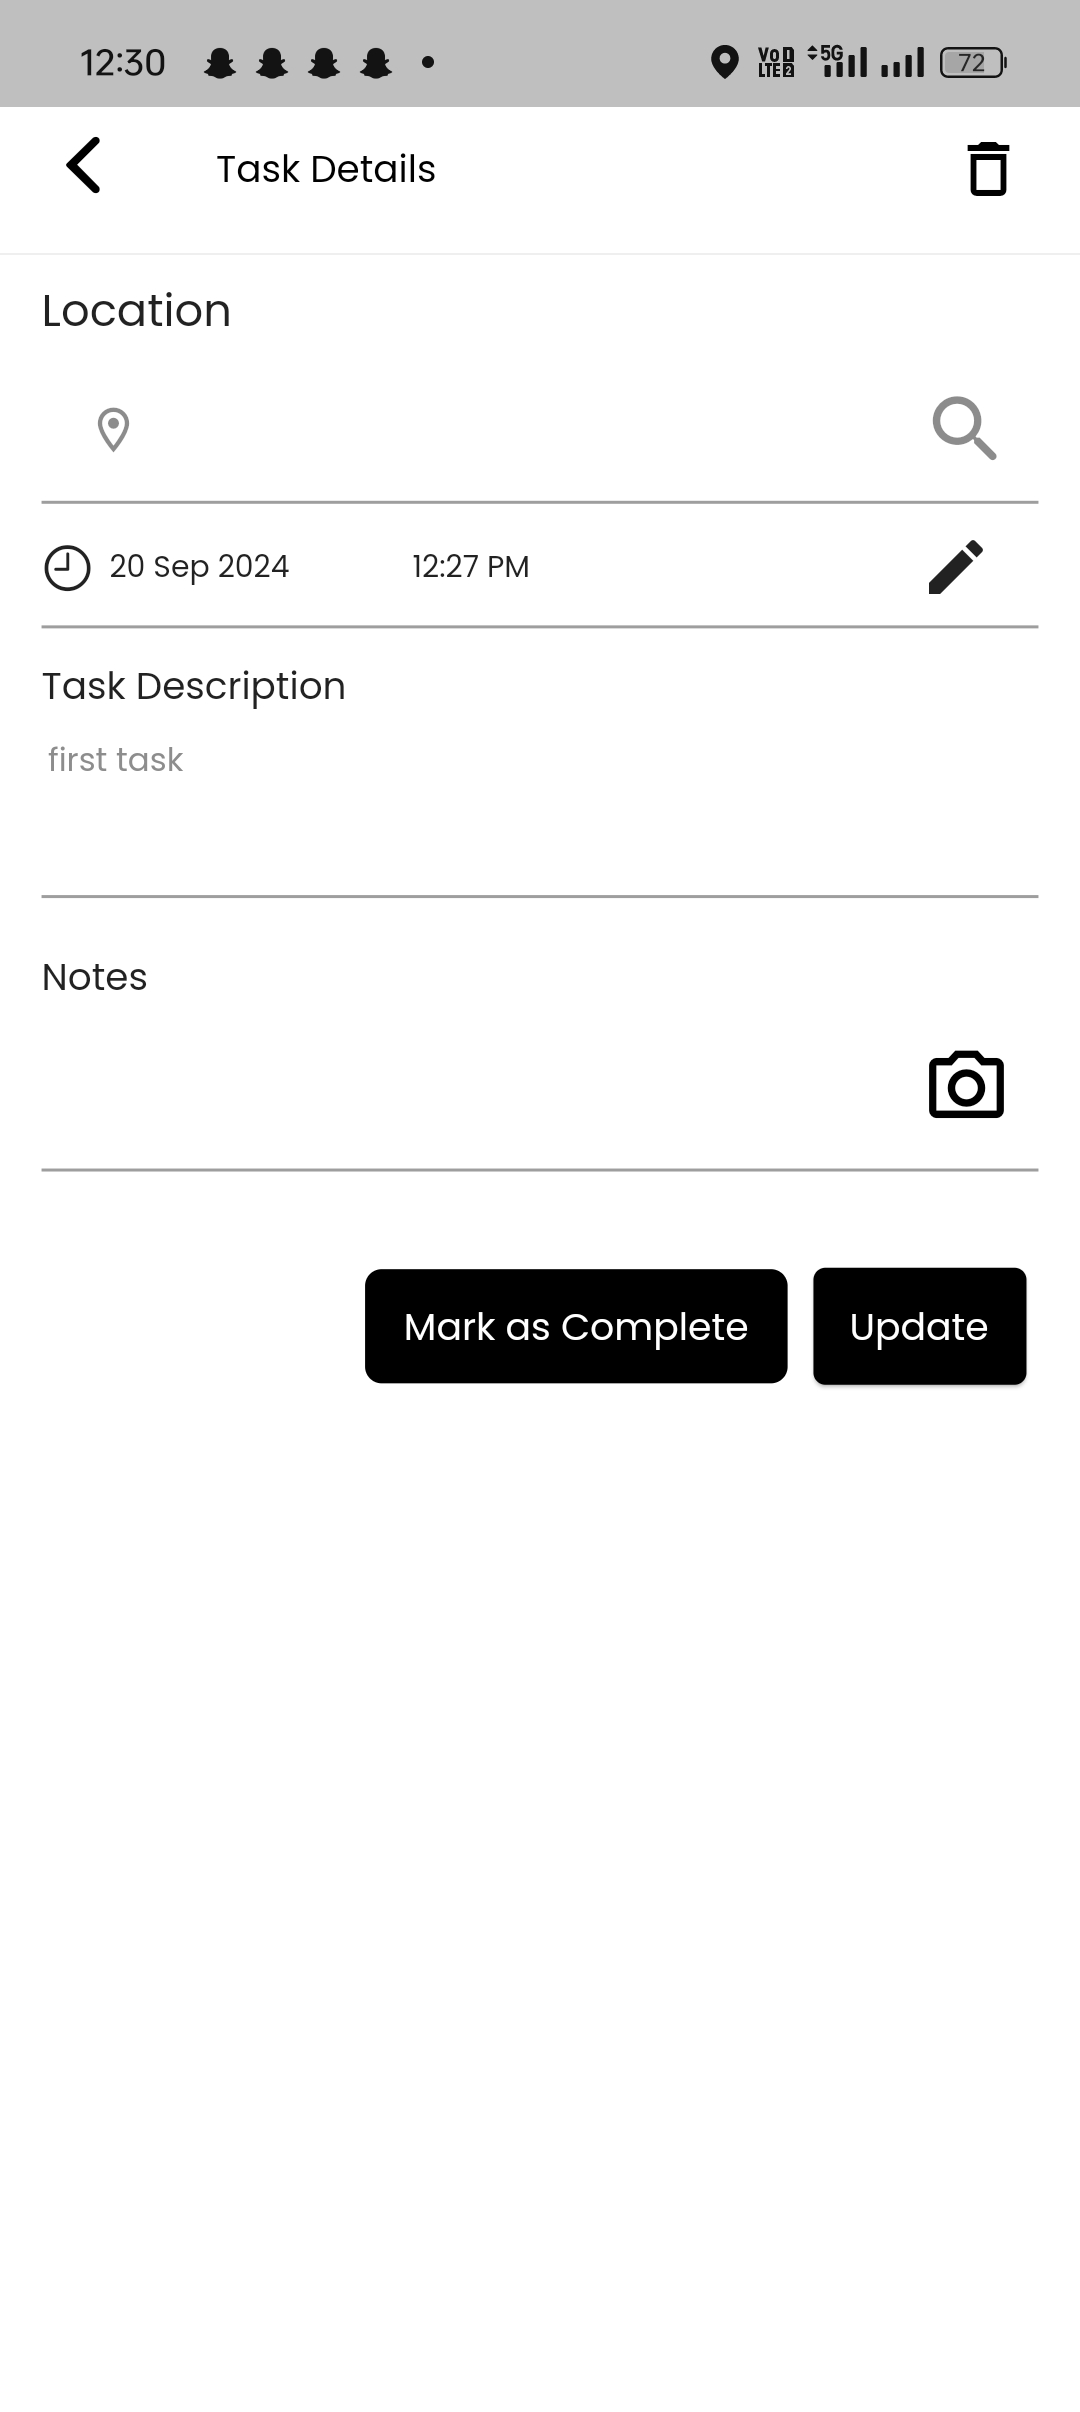 12:30
VoD LTE2 5G 72
Task Details
Location
20 Sep 2024 12:27 PM
Task Description
first task
Notes
Mark as Complete Update